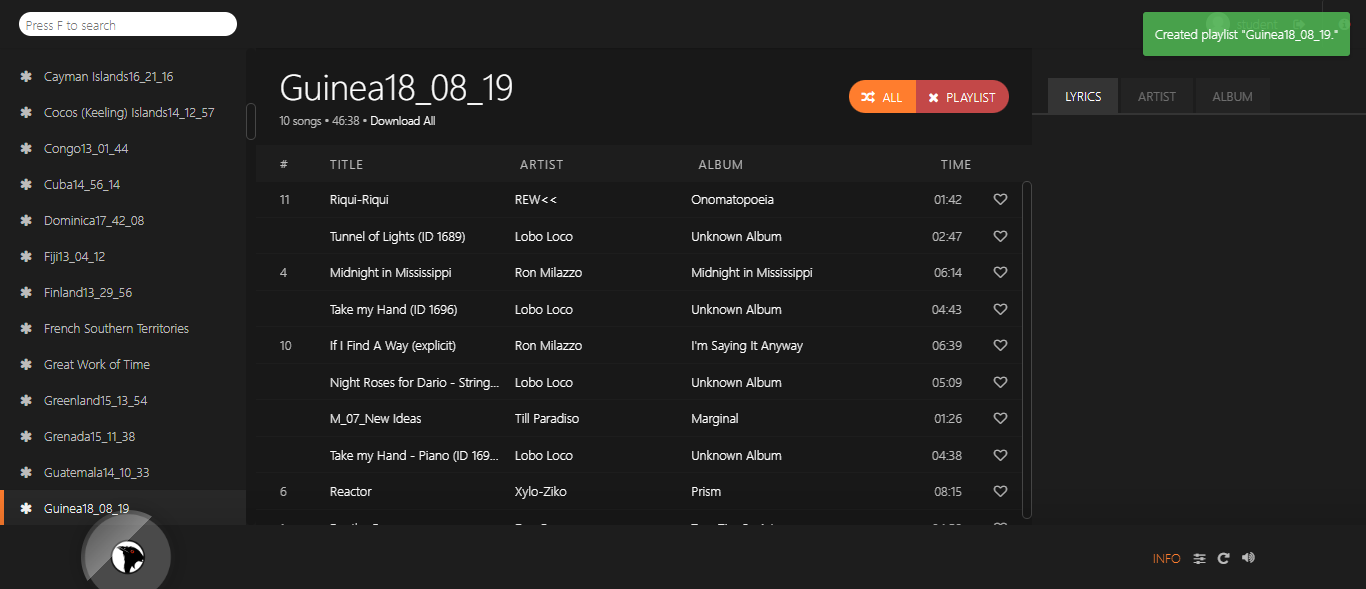 Press F to search
student
Created playlist "Guinea18_08_19."
Cayman Islands16_21_16
Cocos (Keeling) Islands14_12_57
Congo13_01_44
Cuba14_56_14
Dominica17_42_08
Fiji13_04_12
Finland13_29_56
French Southern Territories
Great Work of Time
Greenland15_13_54
Grenada15_11_38
Guatemala14_10_33
Guinea18_08_19
Guinea18_08_19
10 songs • 46:38 • Download All
ALL PLAYLIST
# TITLE ARTIST ALBUM TIME
11 Riqui-Riqui REW<< Onomatopoeia 01:42
Tunnel of Lights (ID 1689) Lobo Loco Unknown Album 02:47
4 Midnight in Mississippi Ron Milazzo Midnight in Mississippi 06:14
Take my Hand (ID 1696) Lobo Loco Unknown Album 04:43
10 If I Find A Way (explicit) Ron Milazzo I'm Saying It Anyway 06:39
Night Roses for Dario - String... Lobo Loco Unknown Album 05:09
M_07_New Ideas Till Paradiso Marginal 01:26
Take my Hand - Piano (ID 169... Lobo Loco Unknown Album 04:38
6 Reactor Xylo-Ziko Prism 08:15
LYRICS ARTIST ALBUM
INFO